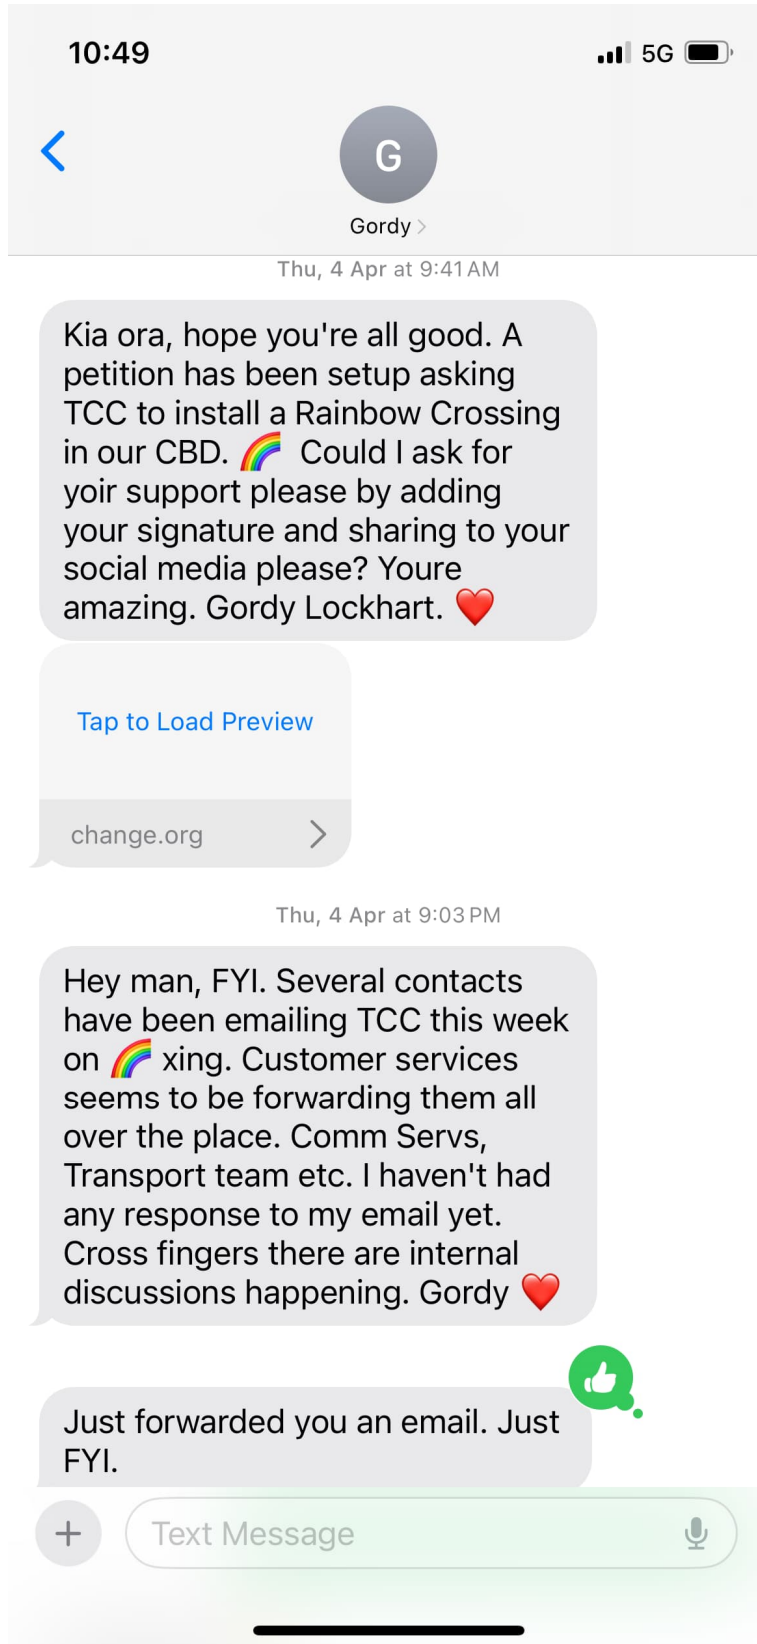 10:49
5G
G
Gordy
Thu, 4 Apr at 9:41 AM
Kia ora, hope you're all good. A
petition has been setup asking
TCC to install a Rainbow Crossing
in our CBD. 🌈 Could I ask for
yoir support please by adding
your signature and sharing to your
social media please? Youre
amazing. Gordy Lockhart. ❤️
Tap to Load Preview
change.org
Thu, 4 Apr at 9:03 PM
Hey man, FYI. Several contacts
have been emailing TCC this week
on 🌈 xing. Customer services
seems to be forwarding them all
over the place. Comm Servs,
Transport team etc. I haven't had
any response to my email yet.
Cross fingers there are internal
discussions happening. Gordy ❤️
Just forwarded you an email. Just
FYI.
Text Message